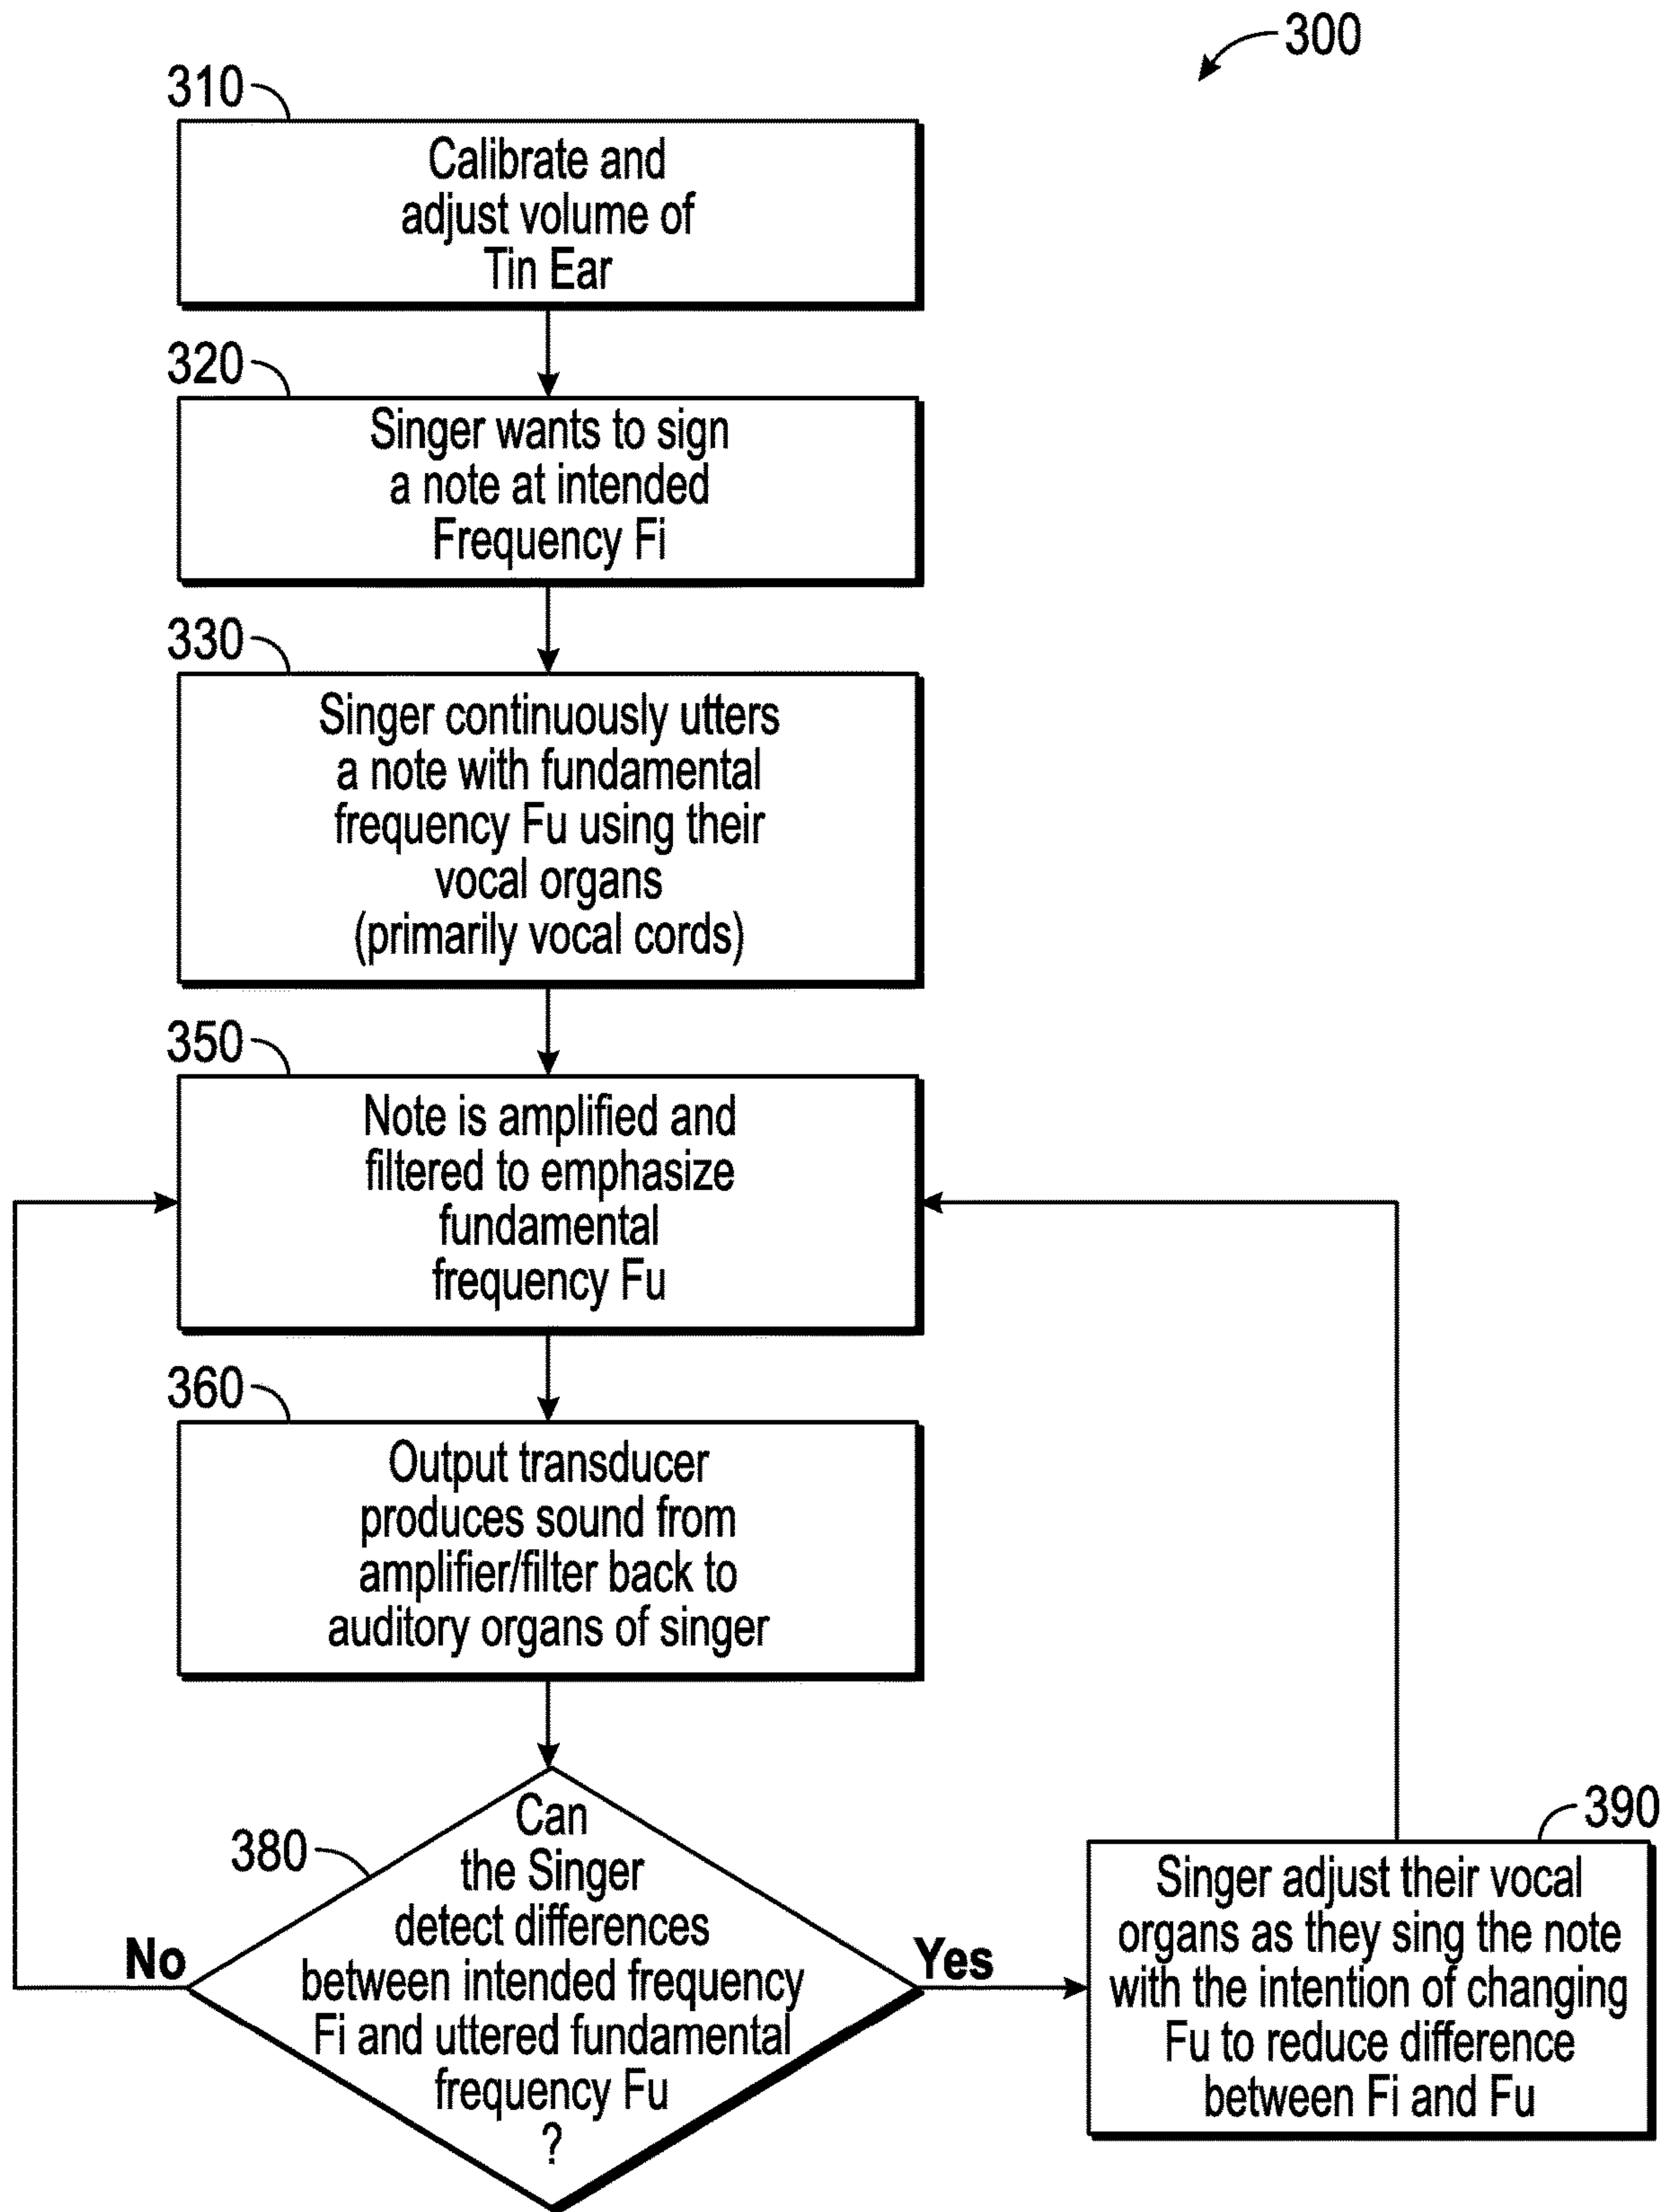 300
310
Calibrate and
adjust volume of
Tin Ear
320
Singer wants to sign
a note at intended
Frequency Fi
330
Singer continuously utters
a note with fundamental
frequency Fu using their
vocal organs
(primarily vocal cords)
350
Note is amplified and
filtered to emphasize
fundamental
frequency Fu
360
Output transducer
produces sound from
amplifier/filter back to
auditory organs of singer
380
Can
the Singer
detect differences
between intended frequency
Fi and uttered fundamental
frequency Fu
?
No
Yes
390
Singer adjust their vocal
organs as they sing the note
with the intention of changing
Fu to reduce difference
between Fi and Fu